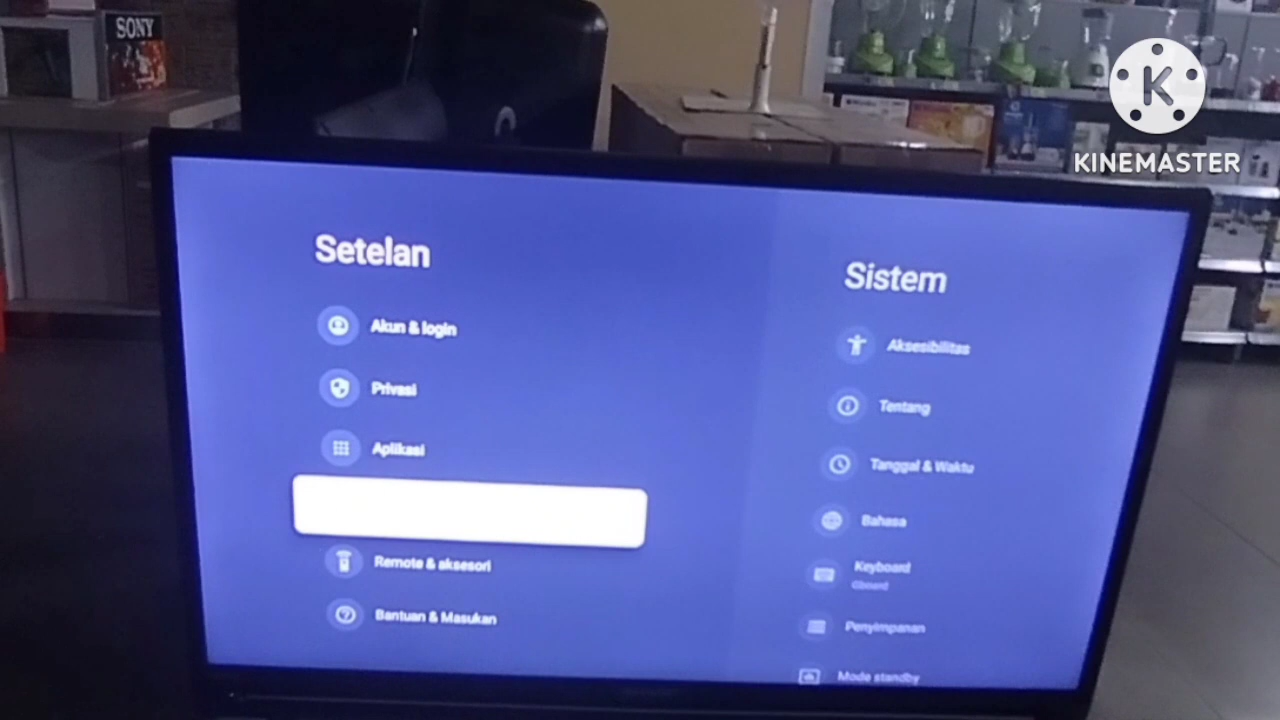 SONY
KINEMASTER
Setelan
Akun & login
Privasi
Aplikasi
Remote & aksesori
Bantuan & Masukan
Sistem
Aksesibilitas
Tentang
Tanggal & Waktu
Bahasa
Keyboard
Gboard
Penyimpanan
Mode standby